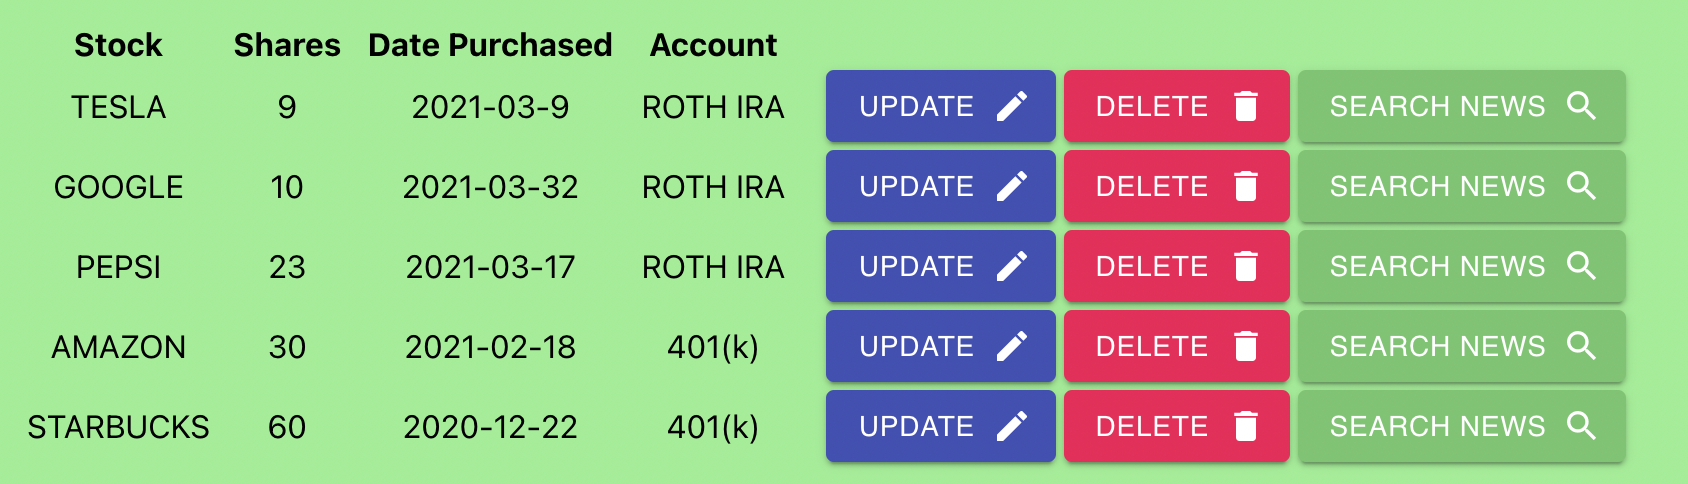 Stock Shares Date Purchased Account
TESLA 9 2021-03-9 ROTH IRA UPDATE DELETE SEARCH NEWS
GOOGLE 10 2021-03-32 ROTH IRA UPDATE DELETE SEARCH NEWS
PEPSI 23 2021-03-17 ROTH IRA UPDATE DELETE SEARCH NEWS
AMAZON 30 2021-02-18 401(k) UPDATE DELETE SEARCH NEWS
STARBUCKS 60 2020-12-22 401(k) UPDATE DELETE SEARCH NEWS